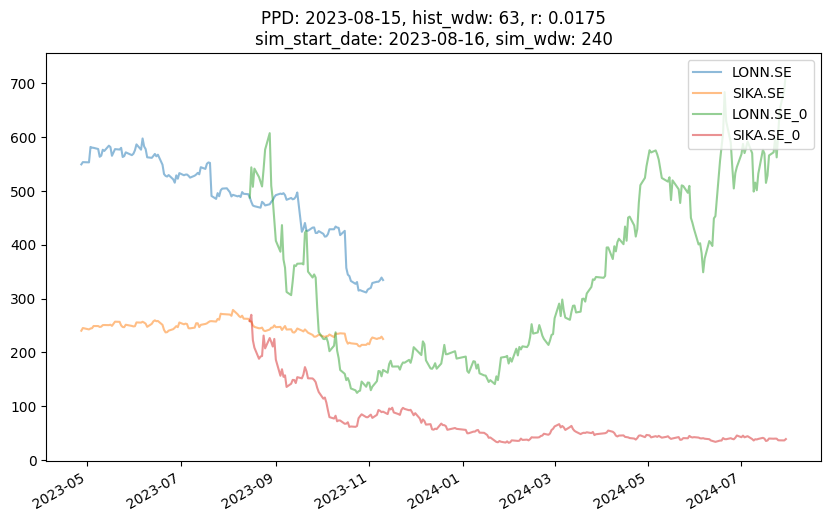 PPD: 2023-08-15, hist_wdw: 63, r: 0.0175
sim_start_date: 2023-08-16, sim_wdw: 240
LONN.SE
SIKA.SE
LONN.SE_0
SIKA.SE_0
700
600
500
400
300
200
100
0
2023-05
2023-07
2023-09
2023-11
2024-01
2024-03
2024-05
2024-07